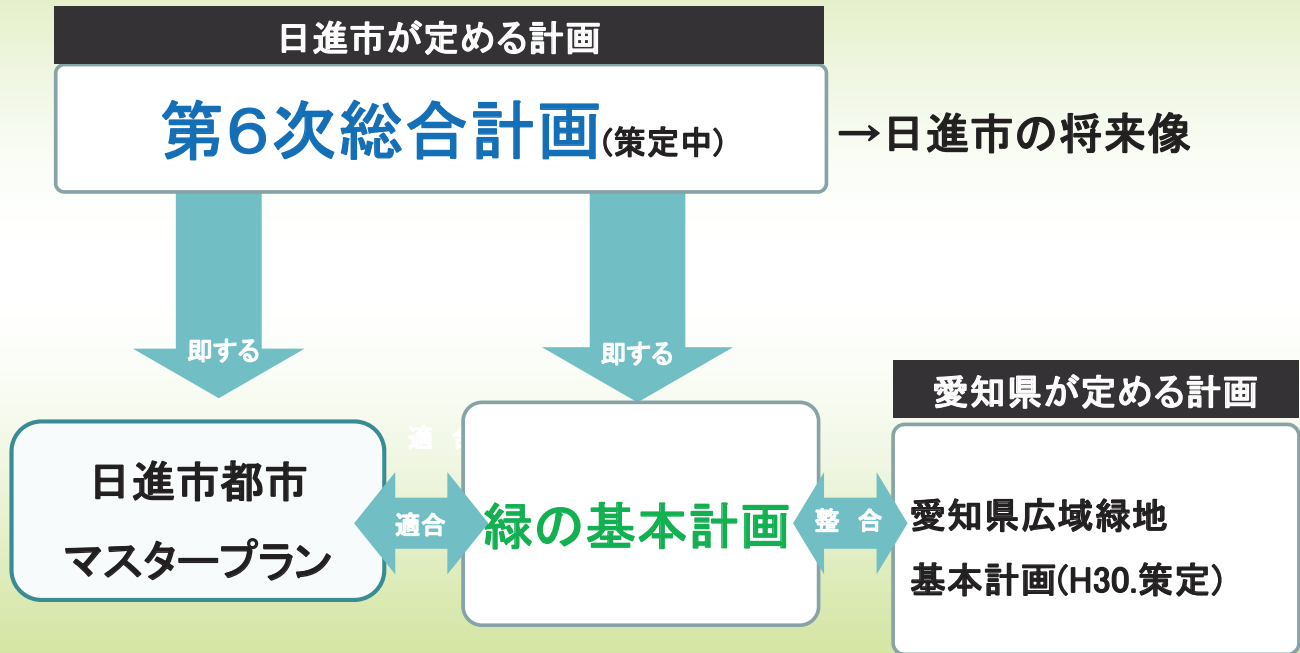 日進市が定める計画
第6次総合計画(策定中)
→日進市の将来像
即する
即する
愛知県が定める計画
適 合
日進市都市
マスタープラン
適合
緑の基本計画
整 合
愛知県広域緑地
基本計画(H30.策定)